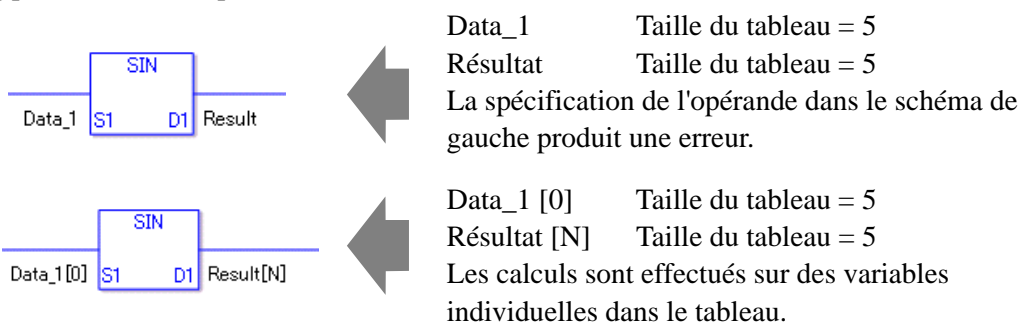 SIN
Data_1 S1 D1 Result
Data_1 Taille du tableau = 5
Résultat Taille du tableau = 5
La spécification de l'opérande dans le schéma de
gauche produit une erreur.
SIN
Data_1[0] S1 D1 Result[N]
Data_1 [0] Taille du tableau = 5
Résultat [N] Taille du tableau = 5
Les calculs sont effectués sur des variables
individuelles dans le tableau.